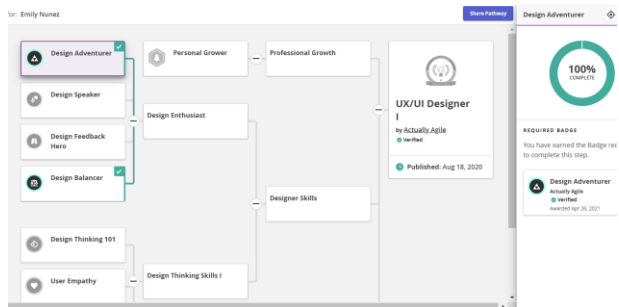 for: Emily Nunez
Share Pathway
Design Adventurer
Design Adventurer
Personal Grower
Professional Growth
Design Speaker
Design Feedback
Hero
Design Enthusiast
Design Balancer
Designer Skills
Design Thinking 101
User Empathy
Design Thinking Skills I
UX/UI Designer
I
by Actually Agile
Verified
Published: Aug 18, 2020
100%
COMPLETE
REQUIRED BADGE
You have earned the Badge rec
to complete this step.
Design Adventurer
Actually Agile
Verified
Awarded Apr 26, 2021